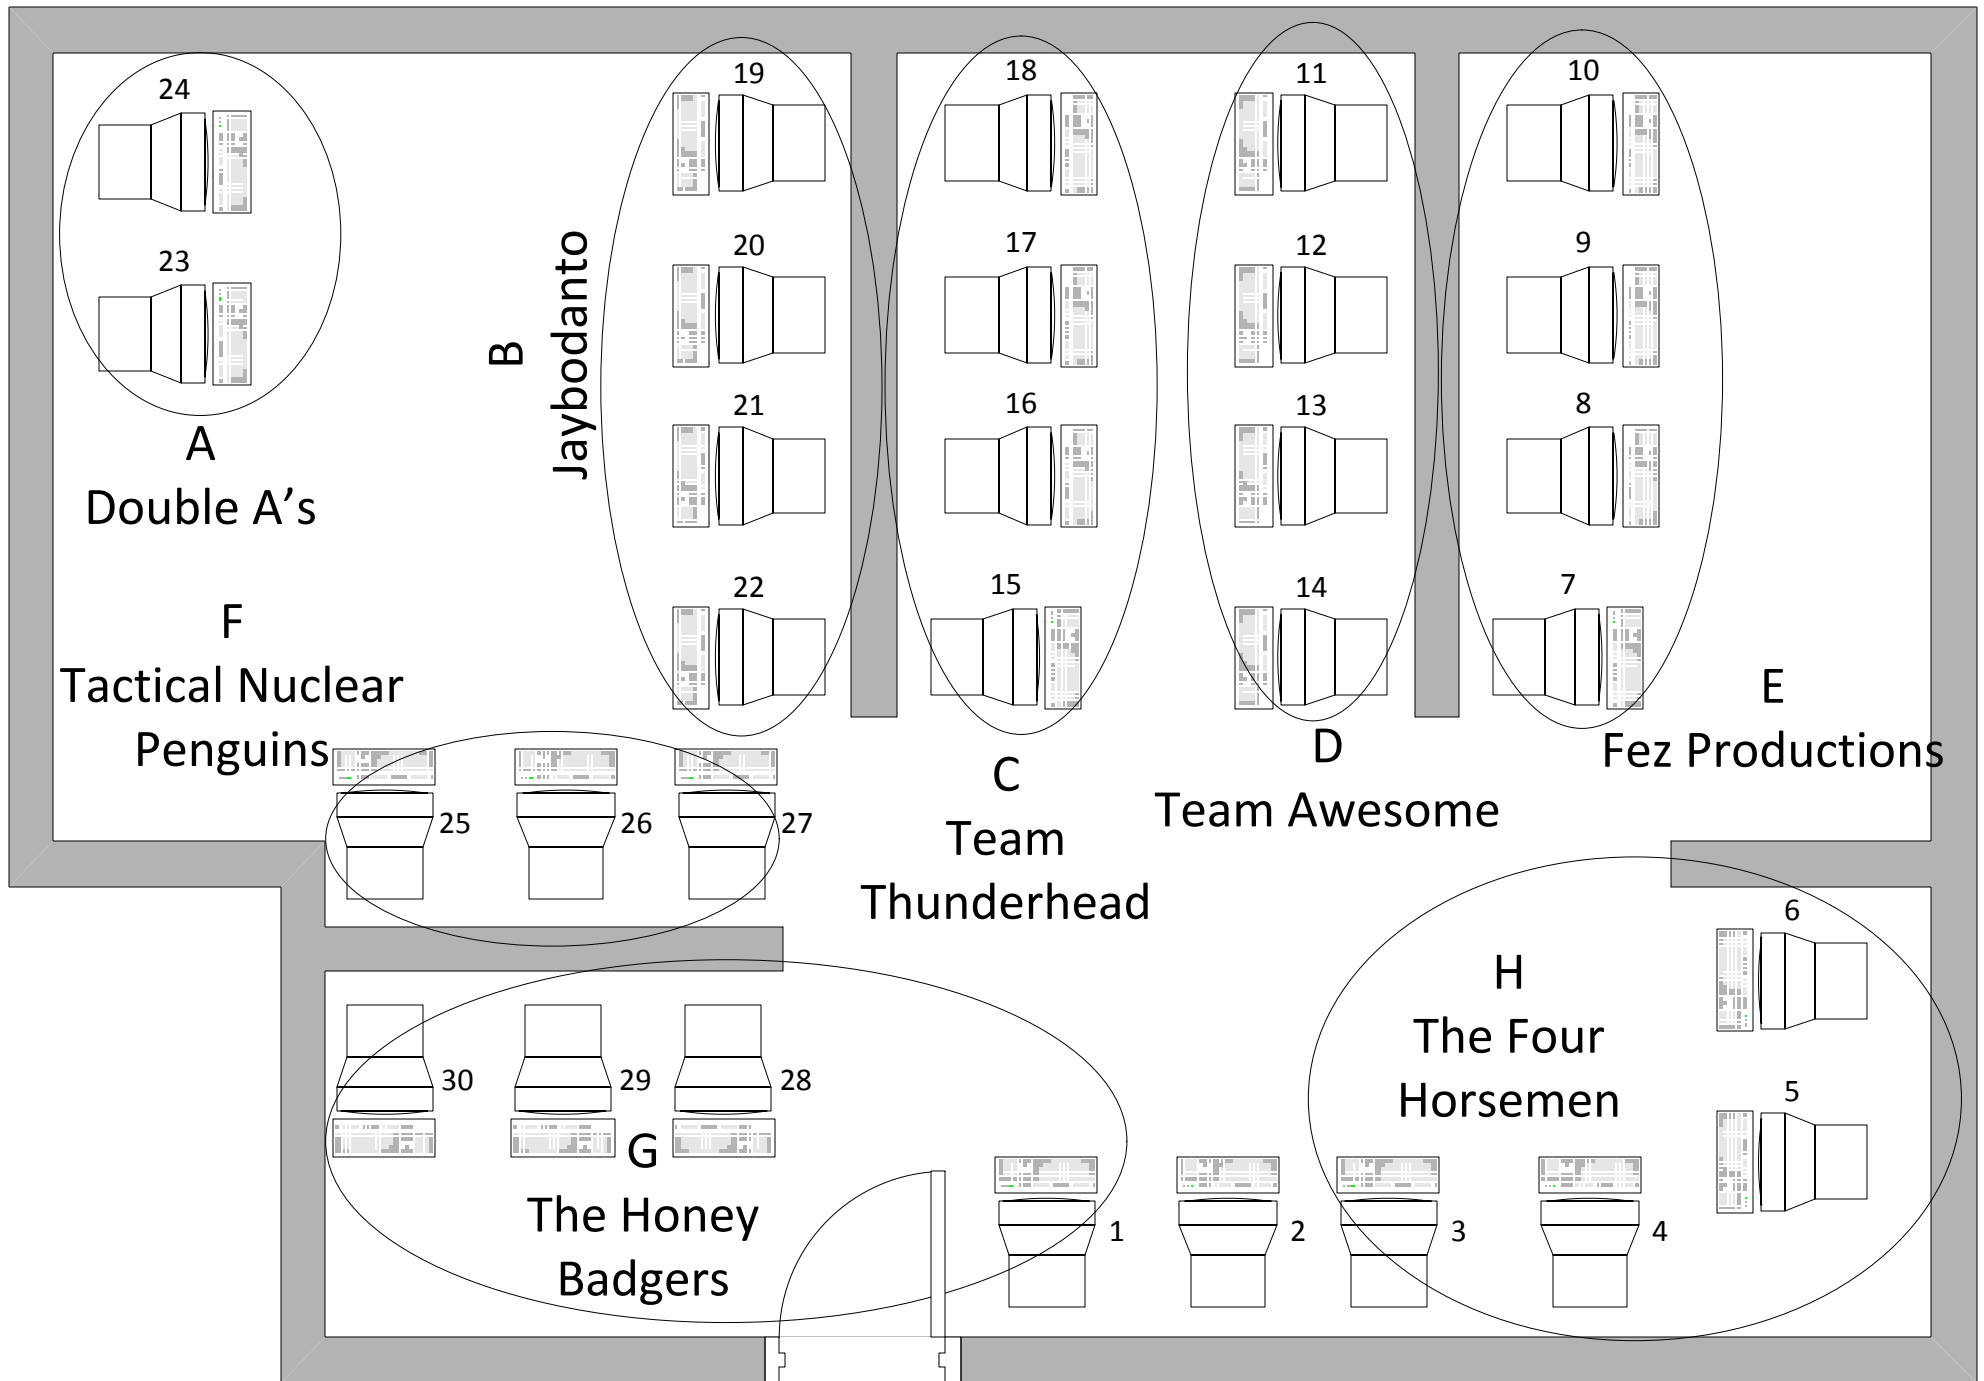 24
23
A
Double A's
B
Jaybodanto
19
20
21
22
18
17
16
15
C
Team
Thunderhead
11
12
13
14
D
Team Awesome
10
9
8
7
E
Fez Productions
F
Tactical Nuclear
Penguins
25
26
27
30
29
28
G
The Honey
Badgers
1
2
3
4
H
The Four
Horsemen
6
5